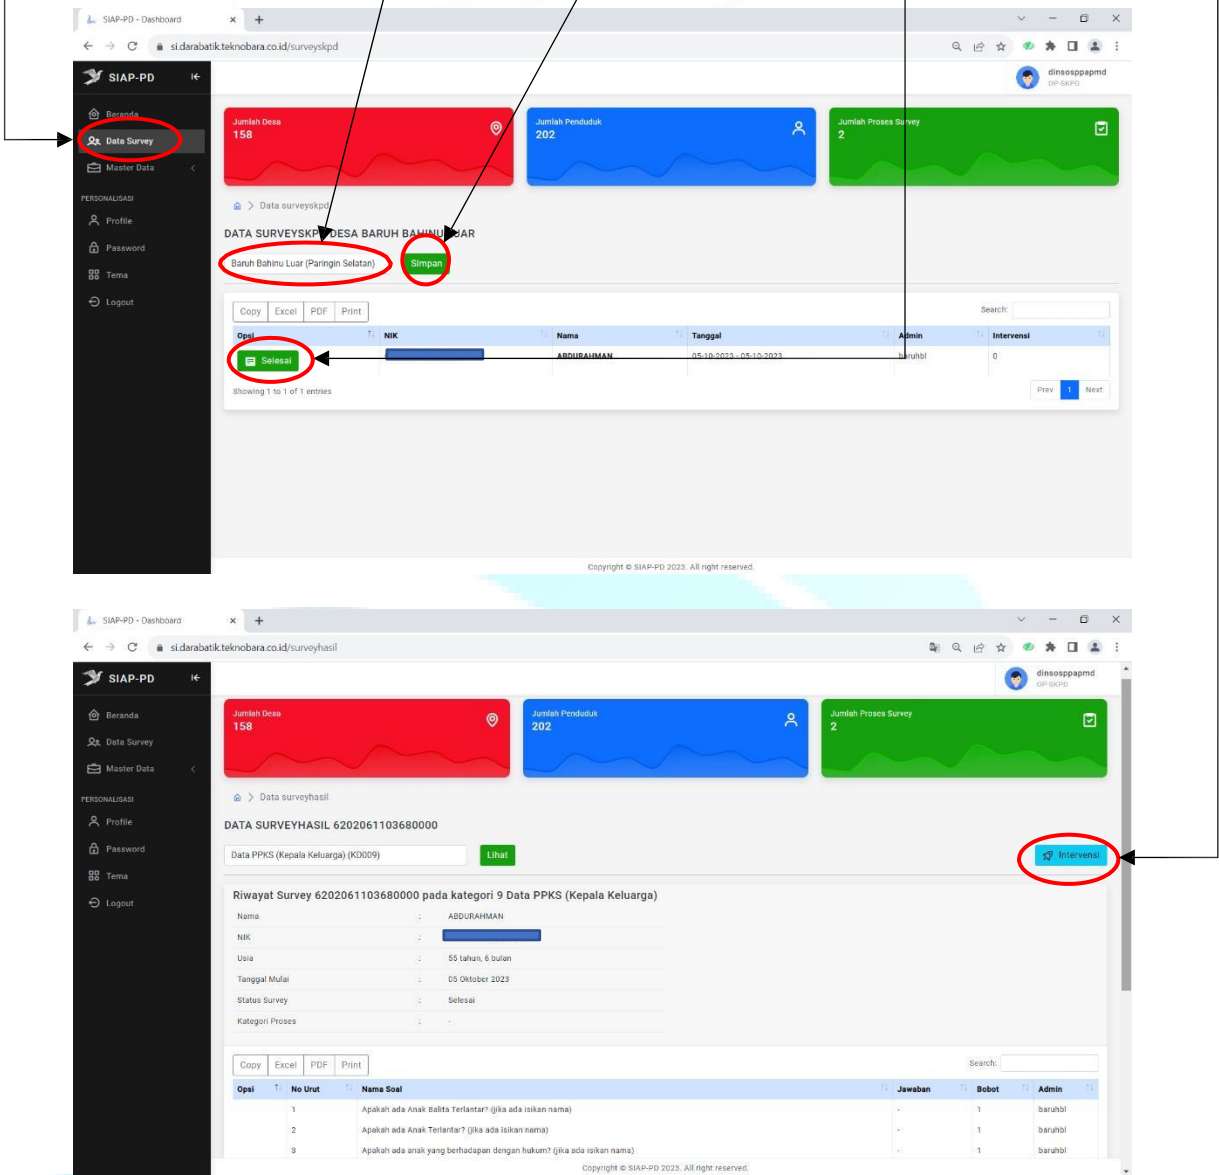 SIAP-PD - Dashboard
si.darabatik.teknobara.co.id/surveyskpd
SIAP-PD
dinsosppapmd
OP-SKPD
Beranda
Data Survey
Master Data
PERSONALISASI
Profile
Password
Tema
Logout
Jumlah Desa
158
Jumlah Penduduk
202
Jumlah Proses Survey
2
Data surveyskpd
DATA SURVEYSKPD DESA BARUH BAHINU LUAR
Baruh Bahinu Luar (Paringin Selatan)
Simpan
Copy Excel PDF Print
Search:
Opsi NIK Nama Tanggal Admin Intervensi
Selesai ABDURAHMAN 05-10-2023 - 05-10-2023 baruhbl 0
Showing 1 to 1 of 1 entries
Prev 1 Next
Copyright © SIAP-PD 2023. All right reserved.
SIAP-PD - Dashboard
si.darabatik.teknobara.co.id/surveyhasil
SIAP-PD
dinsosppapmd
OP-SKPD
Beranda
Data Survey
Master Data
PERSONALISASI
Profile
Password
Tema
Logout
Jumlah Desa
158
Jumlah Penduduk
202
Jumlah Proses Survey
2
Data surveyhasil
DATA SURVEYHASIL 6202061103680000
Data PPKS (Kepala Keluarga) (KD009)
Lihat
Intervensi
Riwayat Survey 6202061103680000 pada kategori 9 Data PPKS (Kepala Keluarga)
Nama : ABDURAHMAN
NIK :
Usia : 55 tahun, 6 bulan
Tanggal Mulai : 05 Oktober 2023
Status Survey : Selesai
Kategori Proses : -
Copy Excel PDF Print
Search:
Opsi No Urut Nama Soal Jawaban Bobot Admin
1 Apakah ada Anak Balita Terlantar? (jika ada isikan nama) - 1 baruhbl
2 Apakah ada Anak Terlantar? (jika ada isikan nama) - 1 baruhbl
3 Apakah ada anak yang berhadapan dengan hukum? (jika ada isikan nama) - 1 baruhbl
Copyright © SIAP-PD 2023. All right reserved.